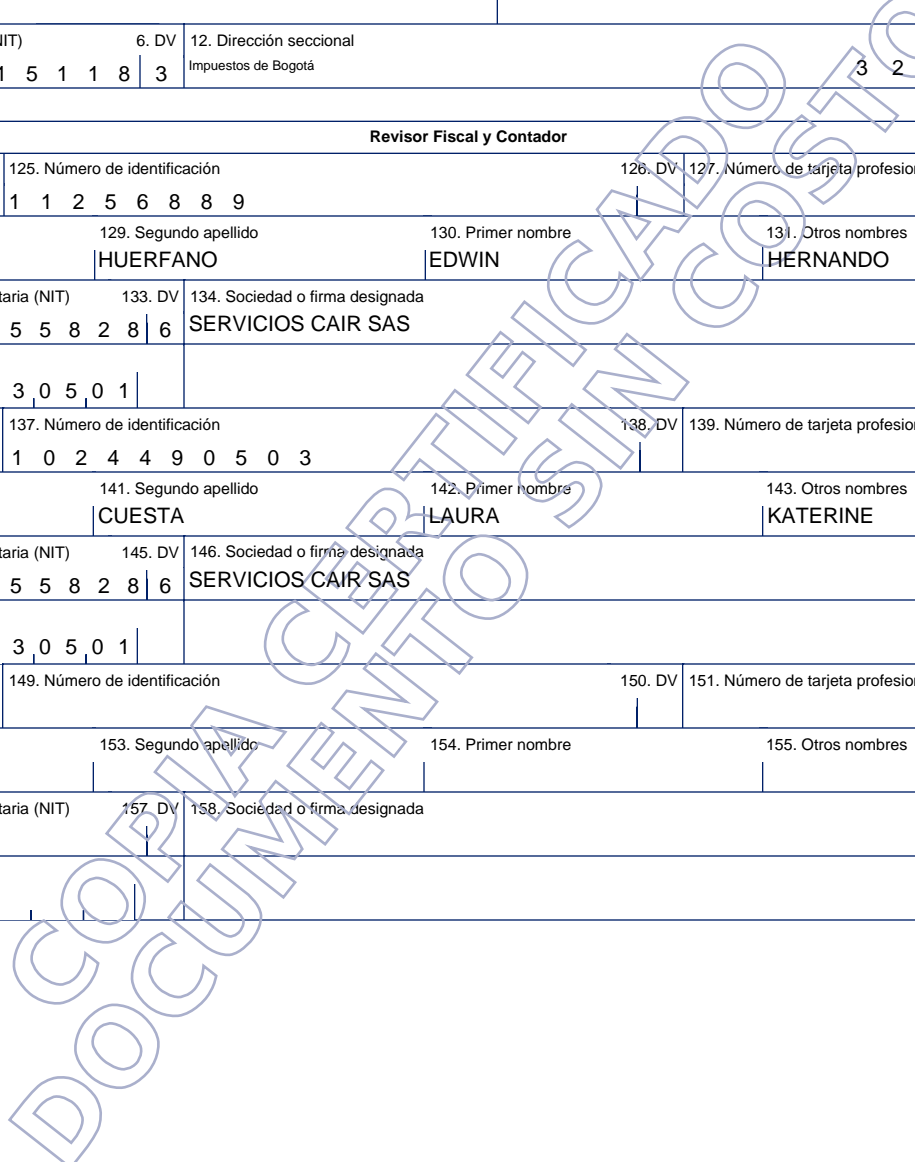 NIT) 6. DV 12. Dirección seccional
1 5 1 1 8 3 Impuestos de Bogotá 3 2
Revisor Fiscal y Contador
125. Número de identificación 126. DV 127. Número de tarjeta profesion
1 1 2 5 6 8 8 9
129. Segundo apellido 130. Primer nombre 131. Otros nombres
HUERFANO EDWIN HERNANDO
taria (NIT) 133. DV 134. Sociedad o firma designada
5 5 8 2 8 6 SERVICIOS CAIR SAS
3 0 5 0 1
137. Número de identificación 138. DV 139. Número de tarjeta profesion
1 0 2 4 4 9 0 5 0 3
141. Segundo apellido 142. Primer nombre 143. Otros nombres
CUESTA LAURA KATERINE
taria (NIT) 145. DV 146. Sociedad o firma designada
5 5 8 2 8 6 SERVICIOS CAIR SAS
3 0 5 0 1
149. Número de identificación 150. DV 151. Número de tarjeta profesion
153. Segundo apellido 154. Primer nombre 155. Otros nombres
taria (NIT) 157. DV 158. Sociedad o firma designada
COPIA CERTIFICADO
DOCUMENTO SIN COSTO